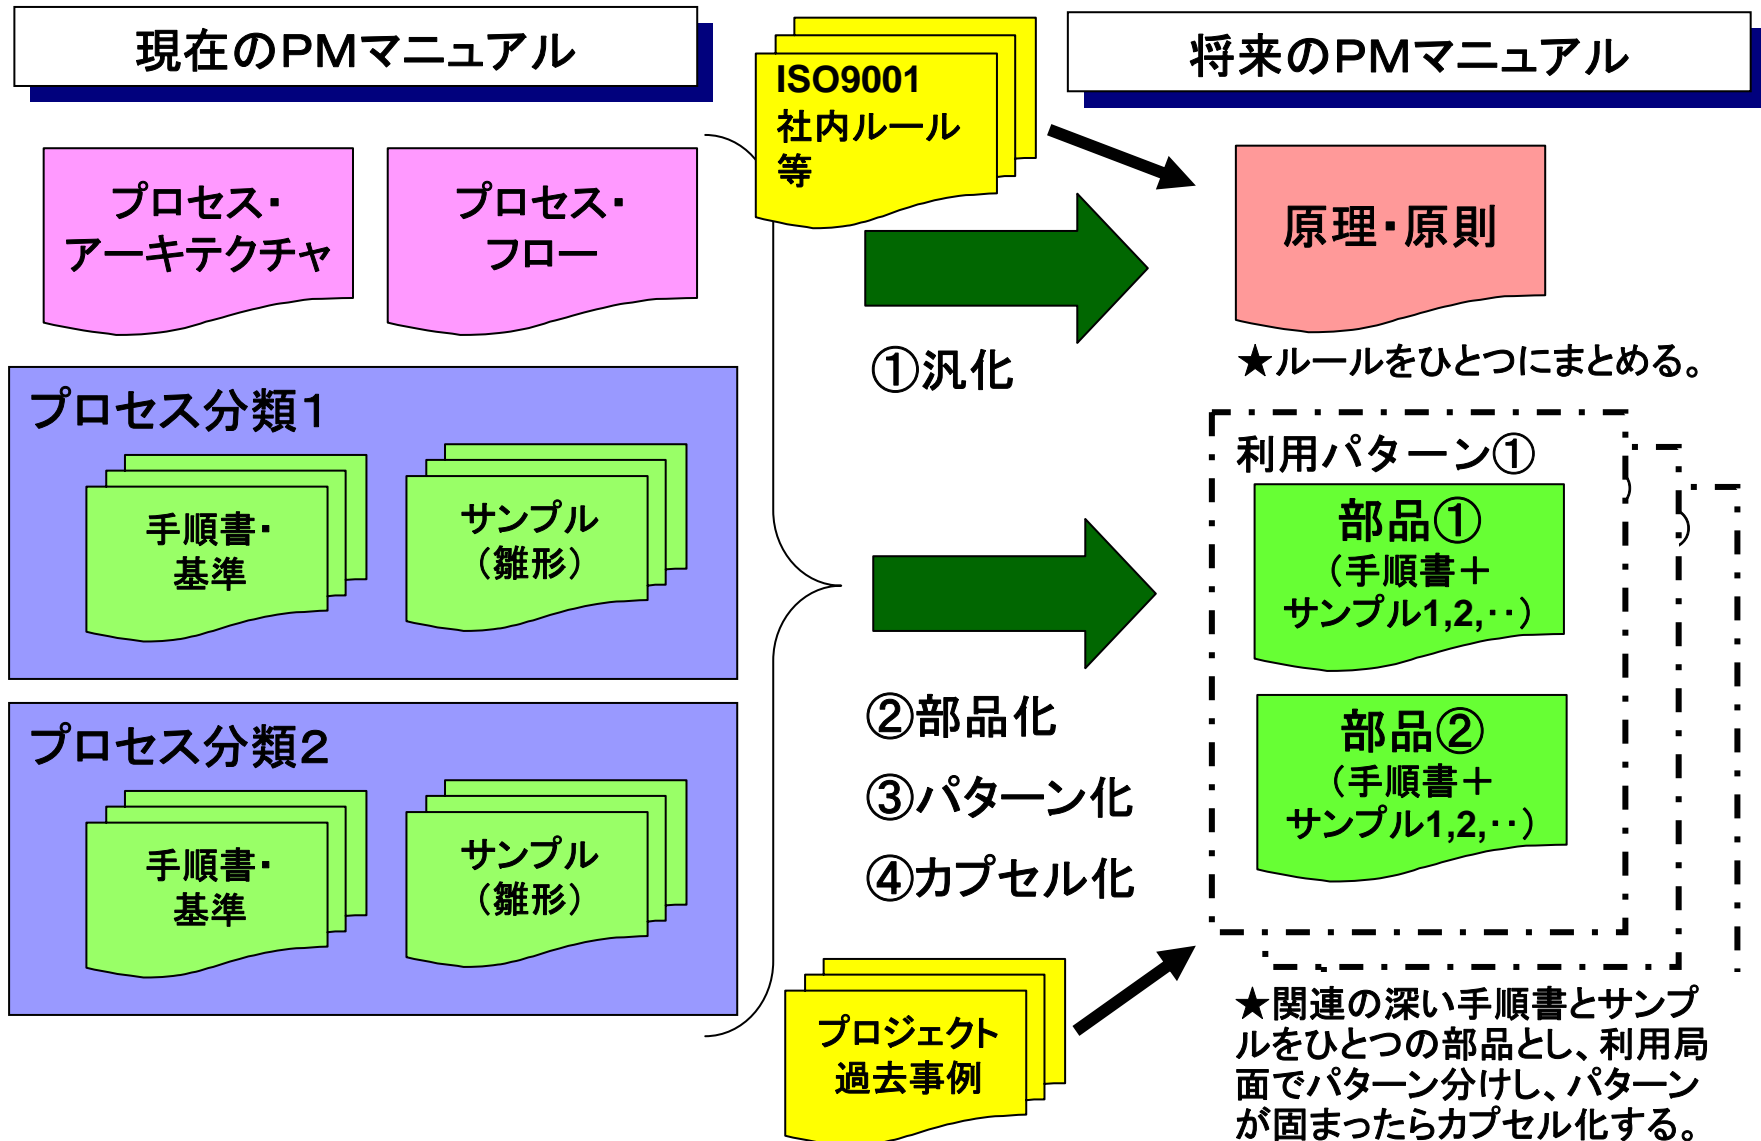 現在のPMマニュアル
ISO9001
社内ルール
等
将来のPMマニュアル
プロセス・
アーキテクチャ
プロセス・
フロー
原理・原則
①汎化
★ルールをひとつにまとめる。
プロセス分類1
手順書・
基準
サンプル
(雛形)
利用パターン①
部品①
(手順書+
サンプル1,2,・・)
②部品化
③パターン化
④カプセル化
部品②
(手順書+
サンプル1,2,・・)
プロセス分類2
手順書・
基準
サンプル
(雛形)
プロジェクト
過去事例
★関連の深い手順書とサンプ
ルをひとつの部品とし、利用局
面でパターン分けし、パターン
が固まったらカプセル化する。